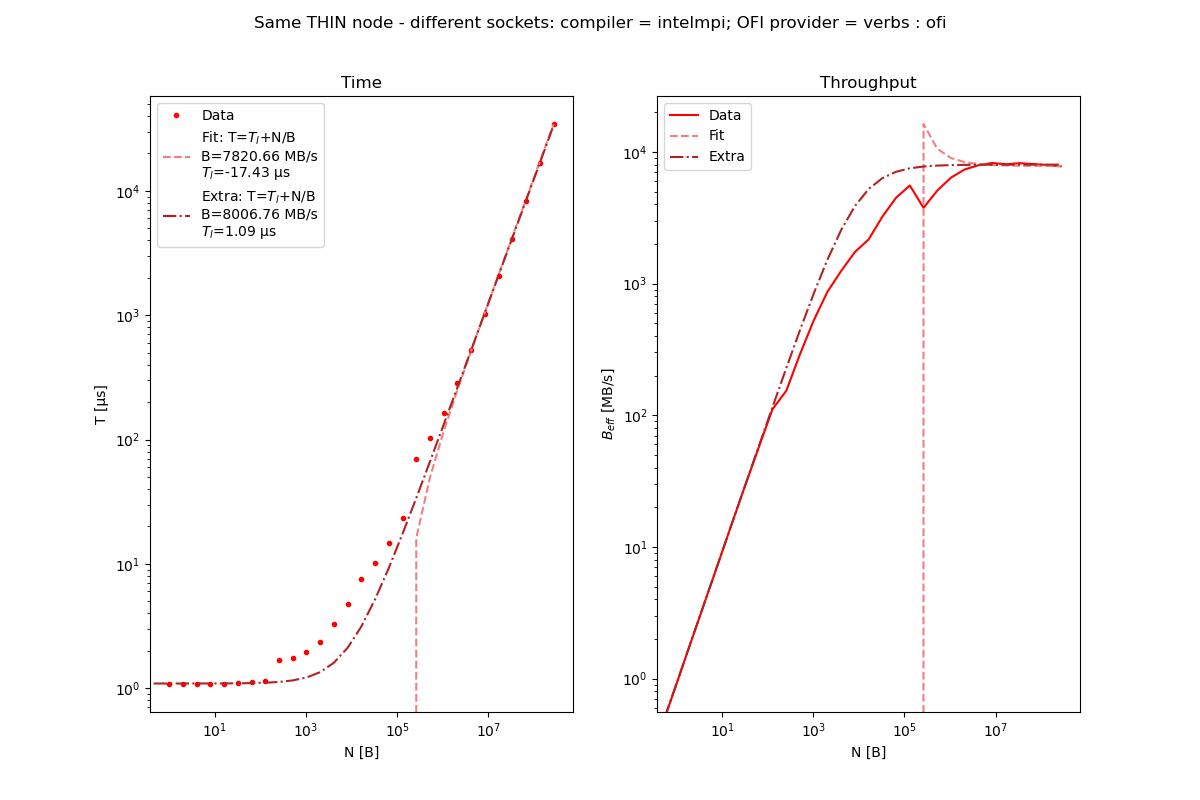 Same THIN node - different sockets: compiler = intelmpi; OFI provider = verbs : ofi
Time
Data
Fit: T=T_l+N/B
B=7820.66 MB/s
T_l=-17.43 μs
Extra: T=T_l+N/B
B=8006.76 MB/s
T_l=1.09 μs
T [μs]
10^4
10^3
10^2
10^1
10^0
10^1
10^3
10^5
10^7
N [B]
Throughput
Data
Fit
Extra
B_eff [MB/s]
10^4
10^3
10^2
10^1
10^0
10^1
10^3
10^5
10^7
N [B]